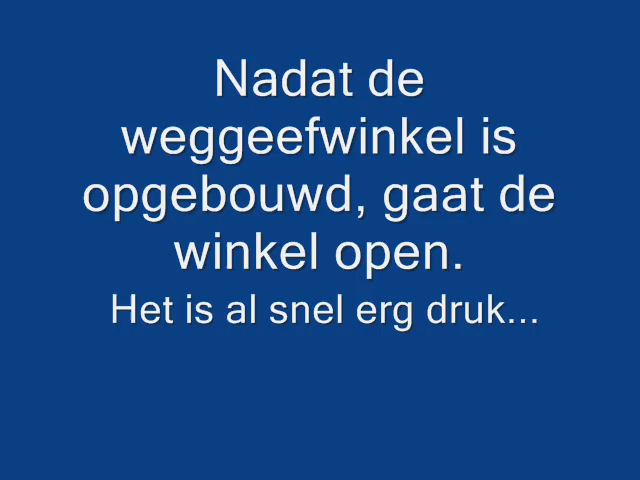 Nadat de
weggeefwinkel is
opgebouwd, gaat de
winkel open.
Het is al snel erg druk...